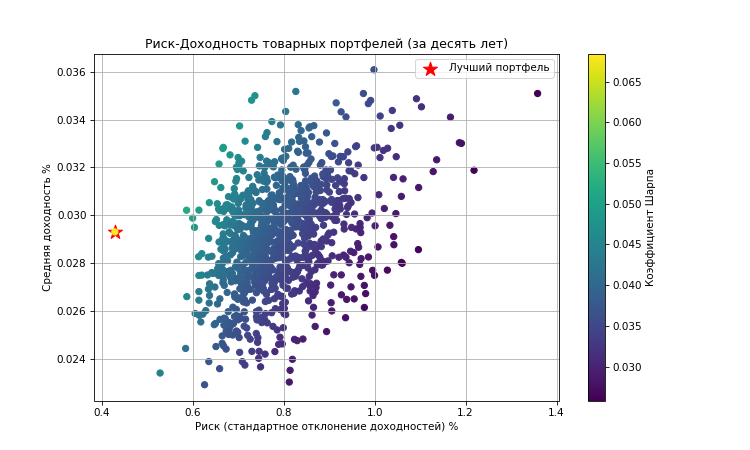 Риск-Доходность товарных портфелей (за десять лет)
Лучший портфель
Средняя доходность %
0.036
0.034
0.032
0.030
0.028
0.026
0.024
0.4 0.6 0.8 1.0 1.2 1.4
Риск (стандартное отклонение доходностей) %
0.065
0.060
0.055
0.050
0.045
0.040
0.035
0.030
Коэффициент Шарпа